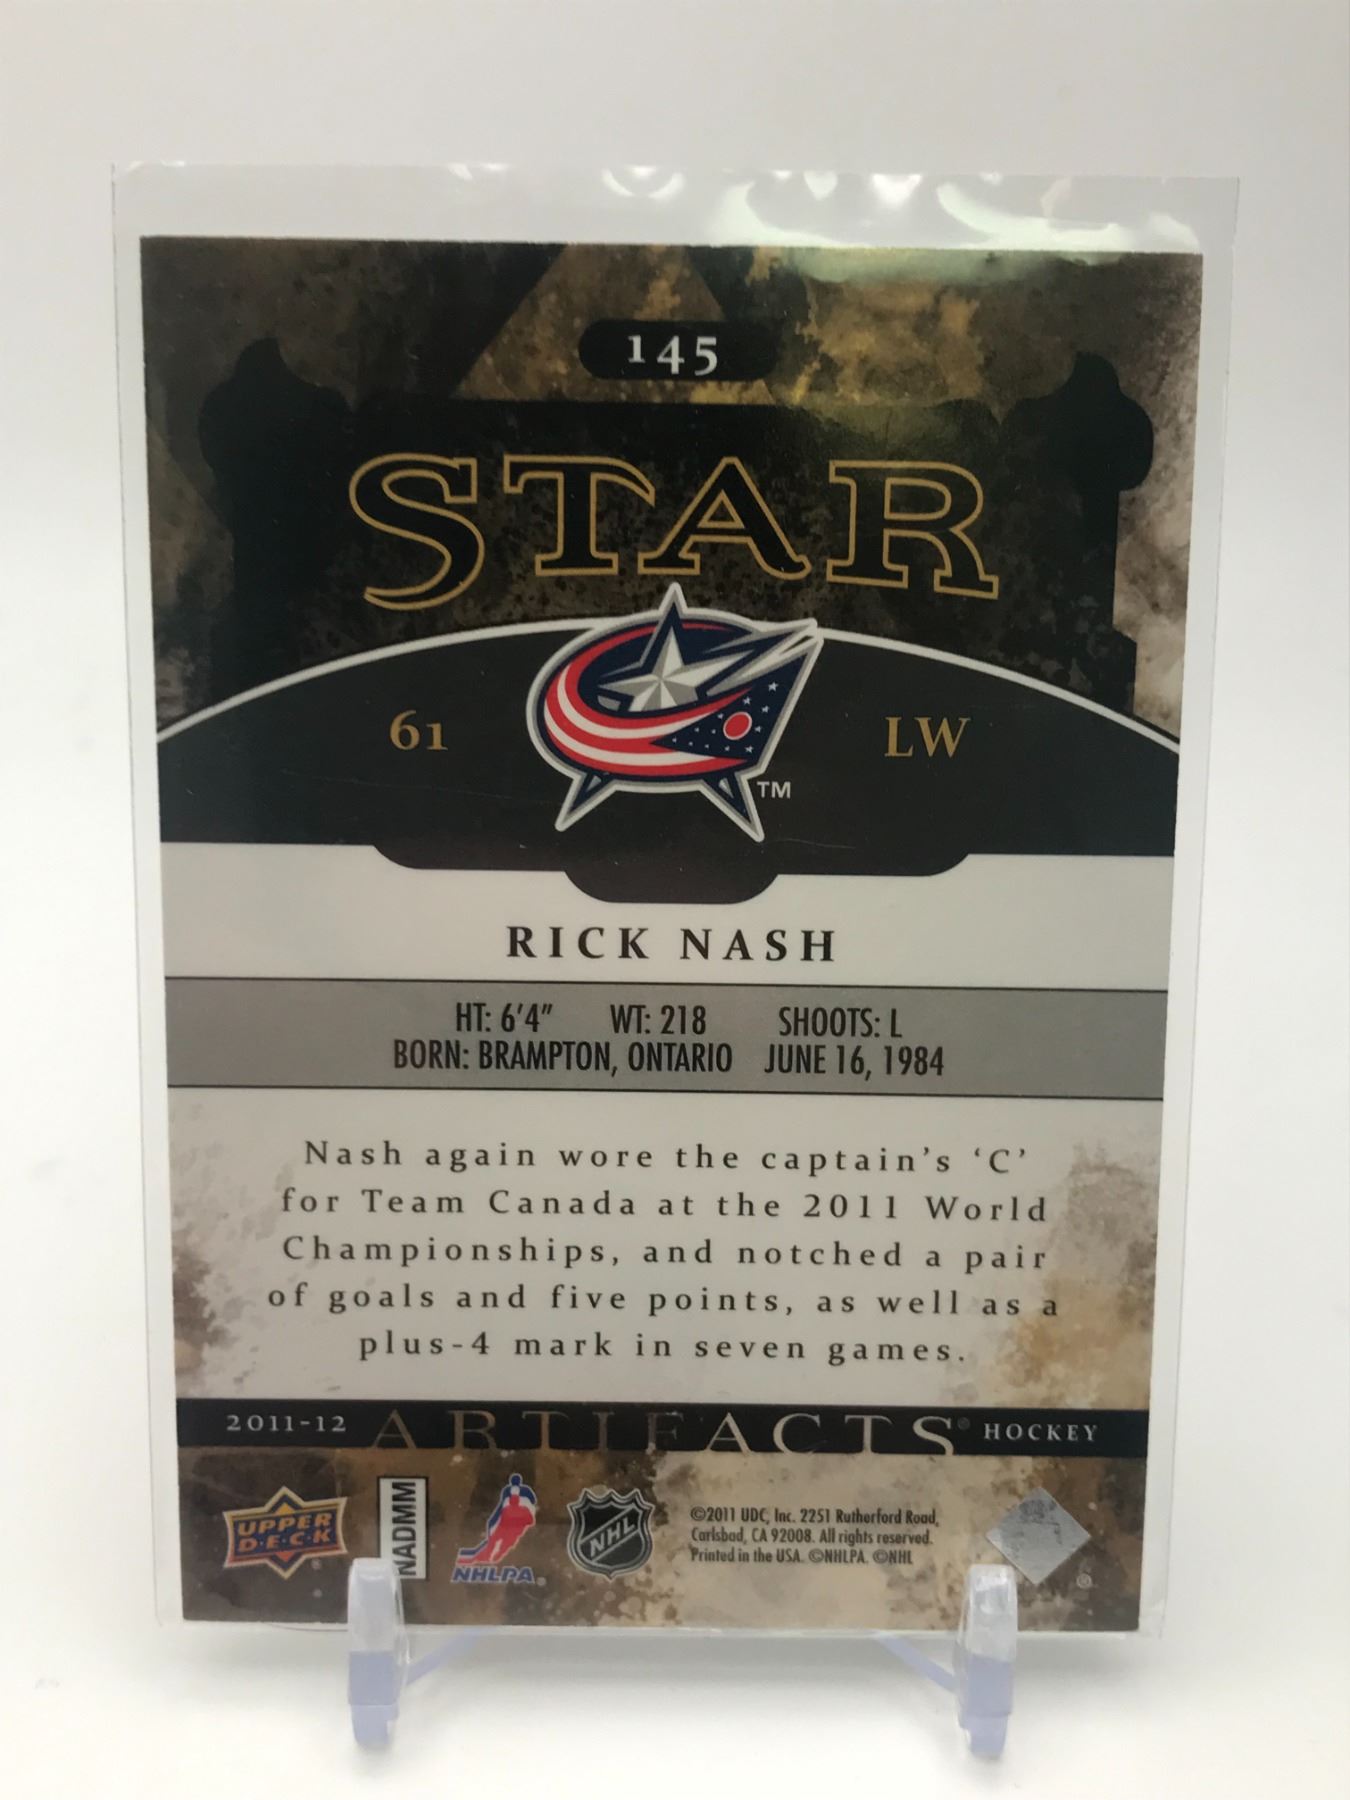 145
STAR
61 LW
TM
RICK NASH
HT: 6'4" WT: 218 SHOOTS: L
BORN: BRAMPTON, ONTARIO JUNE 16, 1984
Nash again wore the captain's 'C'
for Team Canada at the 2011 World
Championships, and notched a pair
of goals and five points, as well as a
plus-4 mark in seven games.
2011-12 ARTIFACTS® HOCKEY
UPPER
D•E•C•K®
NADMM
NHLPA®
NHL
©2011 UDC, Inc. 2251 Rutherford Road,
Carlsbad, CA 92008. All rights reserved.
Printed in the USA. ©NHLPA. ©NHL
®